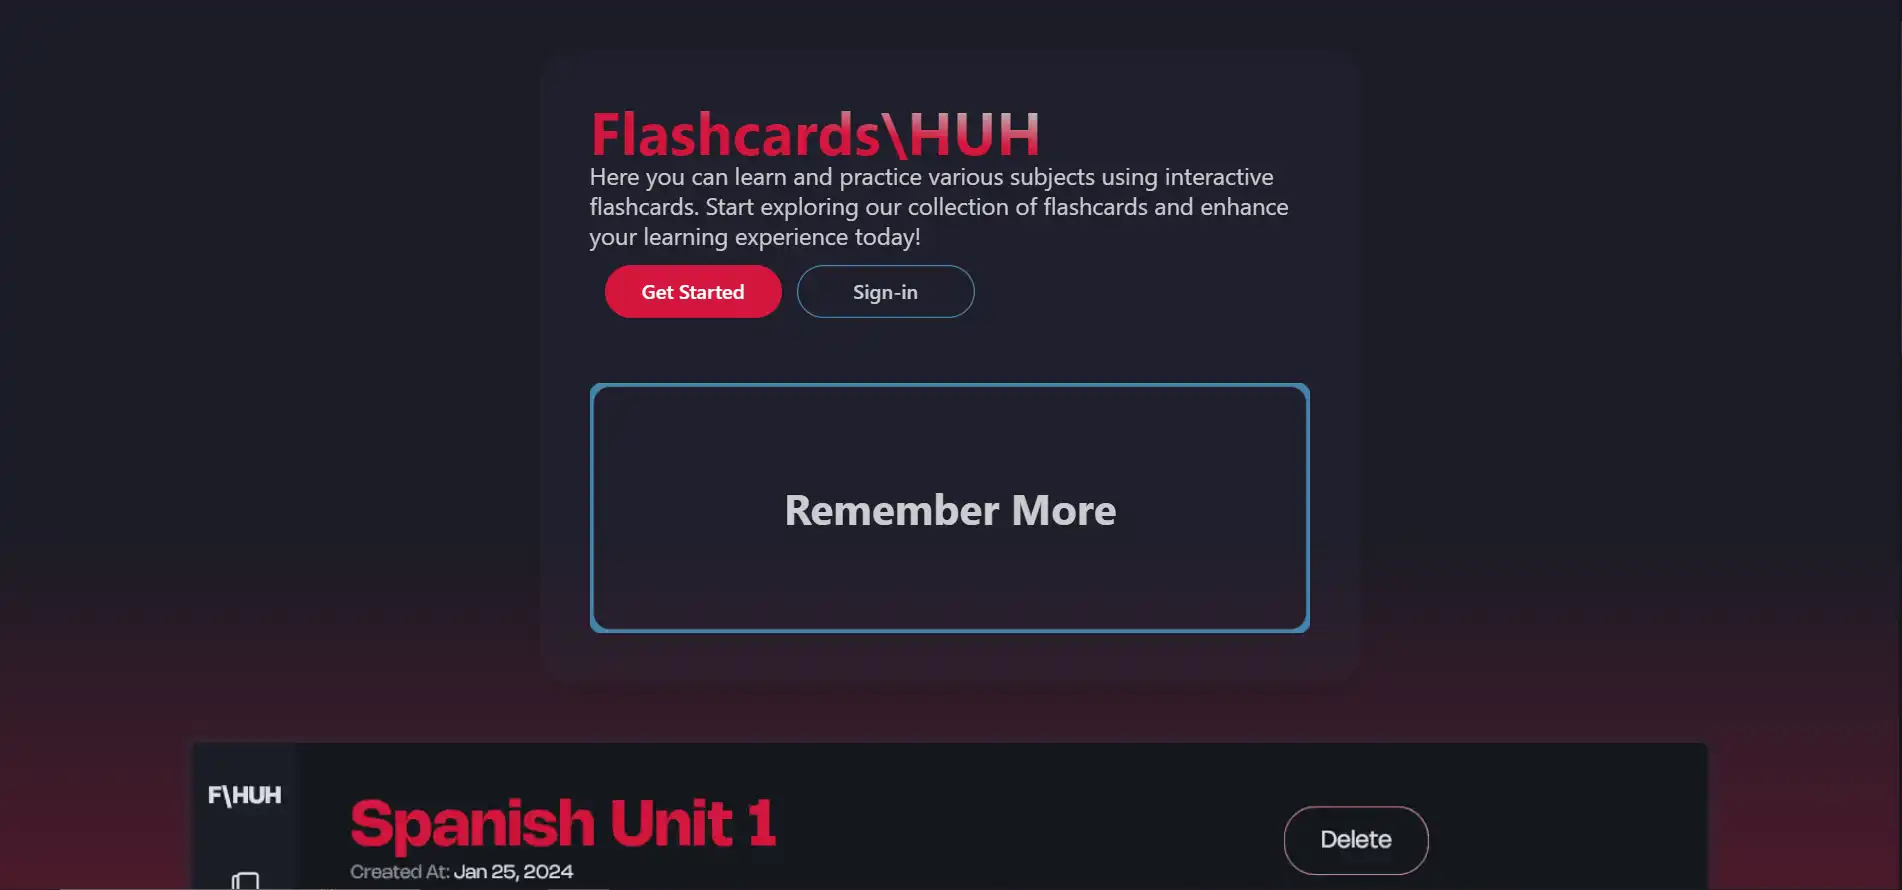 Flashcards\HUH
Here you can learn and practice various subjects using interactive
flashcards. Start exploring our collection of flashcards and enhance
your learning experience today!
Get Started
Sign-in
Remember More
F\HUH
Spanish Unit 1
Delete
Created At: Jan 25, 2024